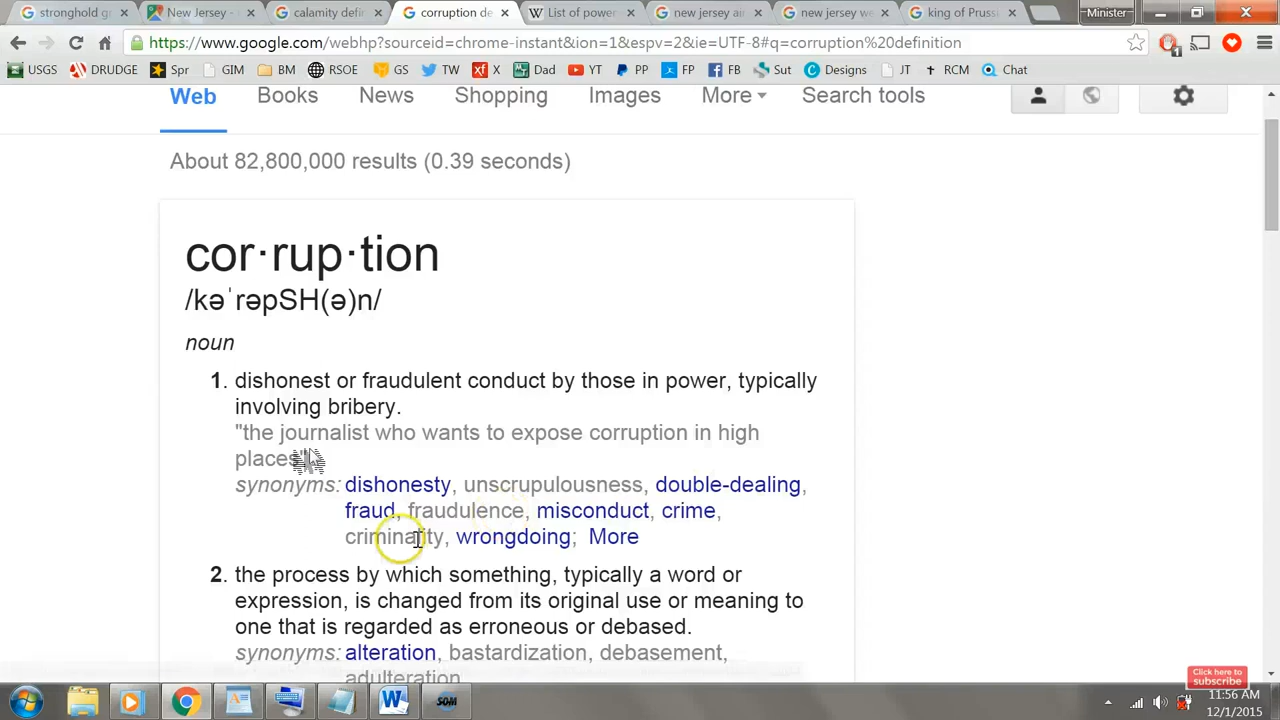 stronghold g
New Jersey -
calamity defi
corruption de
List of power
new jersey air
new jersey we
king of Prussi
Minister
https://www.google.com/webhp?sourceid=chrome-instant&ion=1&espv=2&ie=UTF-8#q=corruption%20definition
USGS DRUDGE Spr GIM BM RSOE GS TW X Dad YT PP FP FB Sut Designs JT RCM Chat
Web Books News Shopping Images More Search tools
About 82,800,000 results (0.39 seconds)
cor·rup·tion
/kəˈrəpSH(ə)n/
noun
1. dishonest or fraudulent conduct by those in power, typically
involving bribery.
"the journalist who wants to expose corruption in high
places
synonyms: dishonesty, unscrupulousness, double-dealing,
fraud, fraudulence, misconduct, crime,
criminality, wrongdoing; More
2. the process by which something, typically a word or
expression, is changed from its original use or meaning to
one that is regarded as erroneous or debased.
synonyms: alteration, bastardization, debasement,
adulteration
Click here to
subscribe
11:56 AM
12/1/2015